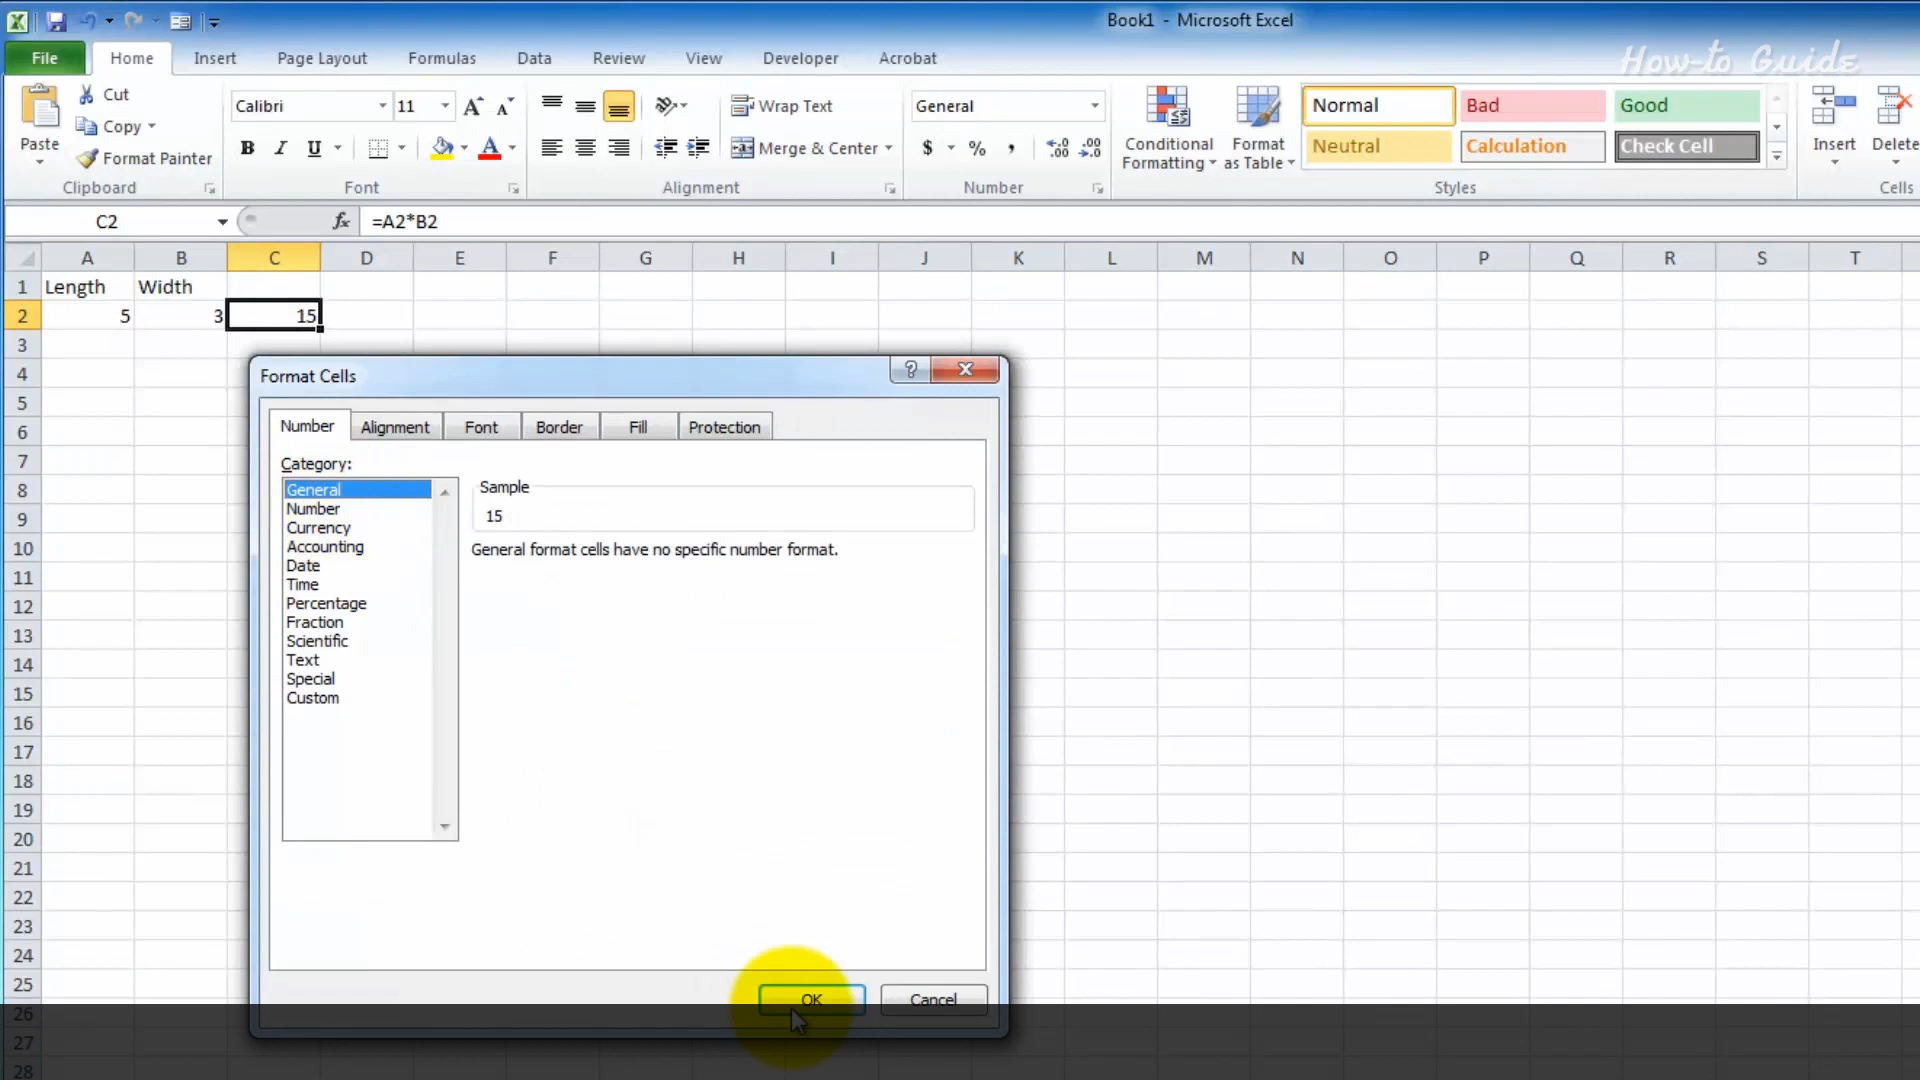 Book1 - Microsoft Excel
How-to Guide
File Home Insert Page Layout Formulas Data Review View Developer Acrobat
Cut
Copy
Format Painter
Paste
Clipboard
Calibri 11
B I U A
Font
Wrap Text
Merge & Center
Alignment
General
$ % ,
Number
Conditional Formatting
Format as Table
Normal Bad Good
Neutral Calculation Check Cell
Styles
Insert Delete
Cells
C2 fx =A2*B2
A B C D E F G H I J K L M N O P Q R S T
1 Length Width
2 5 3 15
3
4
5
6
7
8
9
10
11
12
13
14
15
16
17
18
19
20
21
22
23
24
25
26
27
28
Format Cells
?
Number Alignment Font Border Fill Protection
Category:
General
Number
Currency
Accounting
Date
Time
Percentage
Fraction
Scientific
Text
Special
Custom
Sample
15
General format cells have no specific number format.
OK Cancel